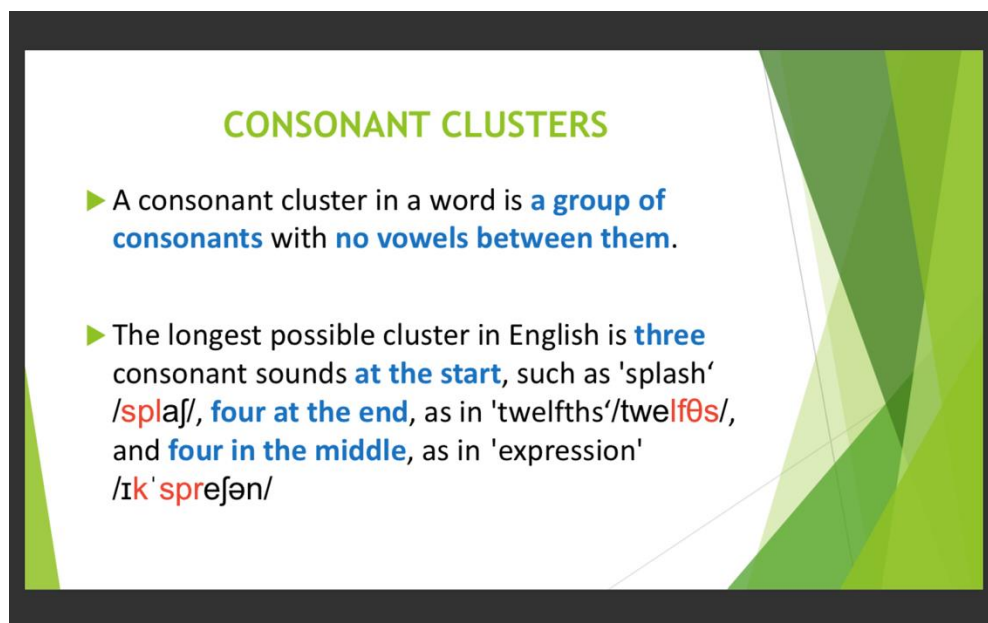 CONSONANT CLUSTERS
A consonant cluster in a word is a group of
consonants with no vowels between them.
The longest possible cluster in English is three
consonant sounds at the start, such as 'splash‘
/splaʃ/, four at the end, as in 'twelfths‘/twelfθs/,
and four in the middle, as in 'expression'
/ɪkˈspreʃən/